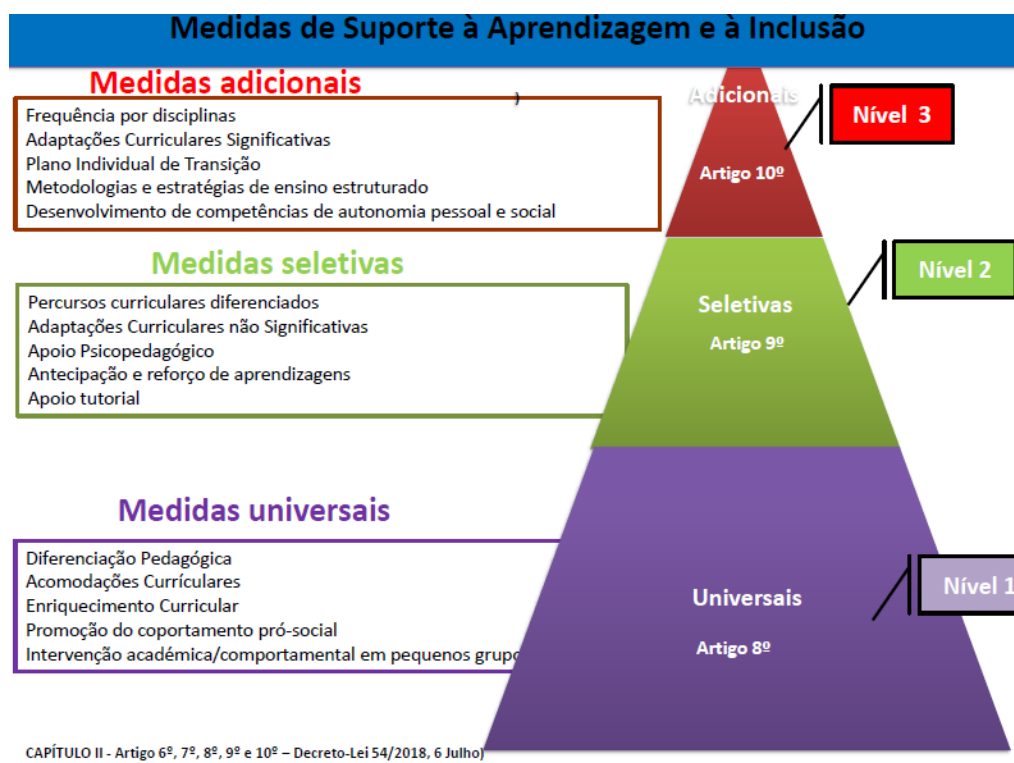 Medidas de Suporte à Aprendizagem e à Inclusão
Medidas adicionais
)
Frequência por disciplinas
Adaptações Curriculares Significativas
Plano Individual de Transição
Metodologias e estratégias de ensino estruturado
Desenvolvimento de competências de autonomia pessoal e social
Adicionais
Artigo 10º
Nível 3
Medidas seletivas
Percursos curriculares diferenciados
Adaptações Curriculares não Significativas
Apoio Psicopedagógico
Antecipação e reforço de aprendizagens
Apoio tutorial
Seletivas
Artigo 9º
Nível 2
Medidas universais
Diferenciação Pedagógica
Acomodações Currículares
Enriquecimento Curricular
Promoção do coportamento pró-social
Intervenção académica/comportamental em pequenos grupo
Universais
Artigo 8º
Nível 1
CAPÍTULO II - Artigo 6º, 7º, 8º, 9º e 10º – Decreto-Lei 54/2018, 6 Julho)